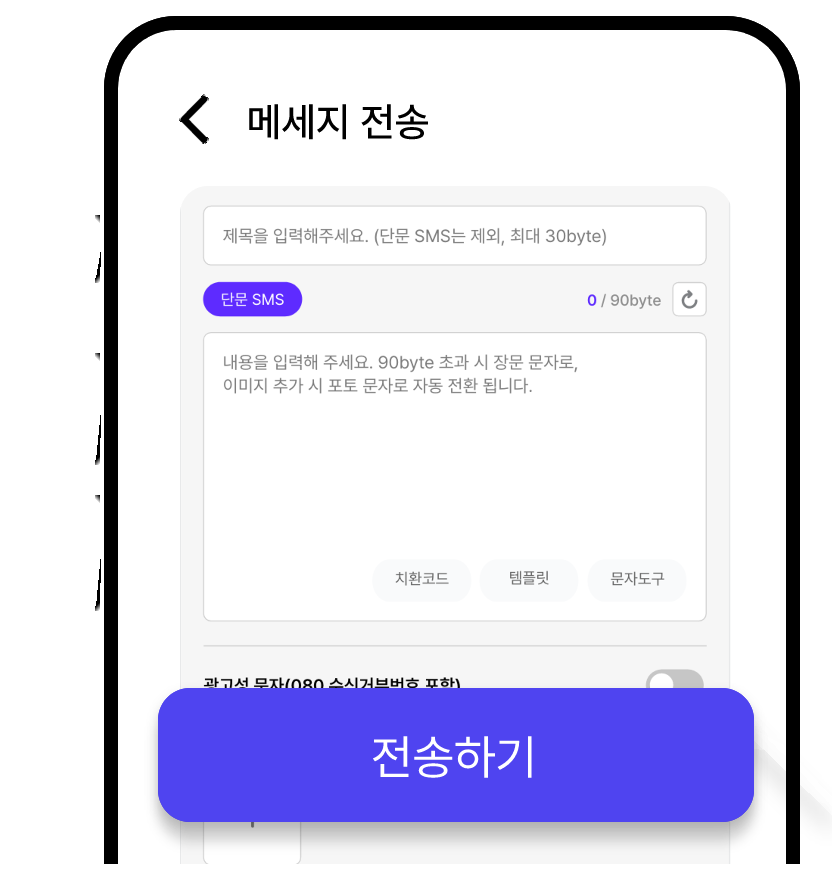 메세지 전송
제목을 입력해주세요. (단문 SMS는 제외, 최대 30byte)
단문 SMS
0 / 90byte
내용을 입력해 주세요. 90byte 초과 시 장문 문자로,
이미지 추가 시 포토 문자로 자동 전환 됩니다.
치환코드
템플릿
문자도구
광고성 문자(080 수신거부번호 포함)
전송하기